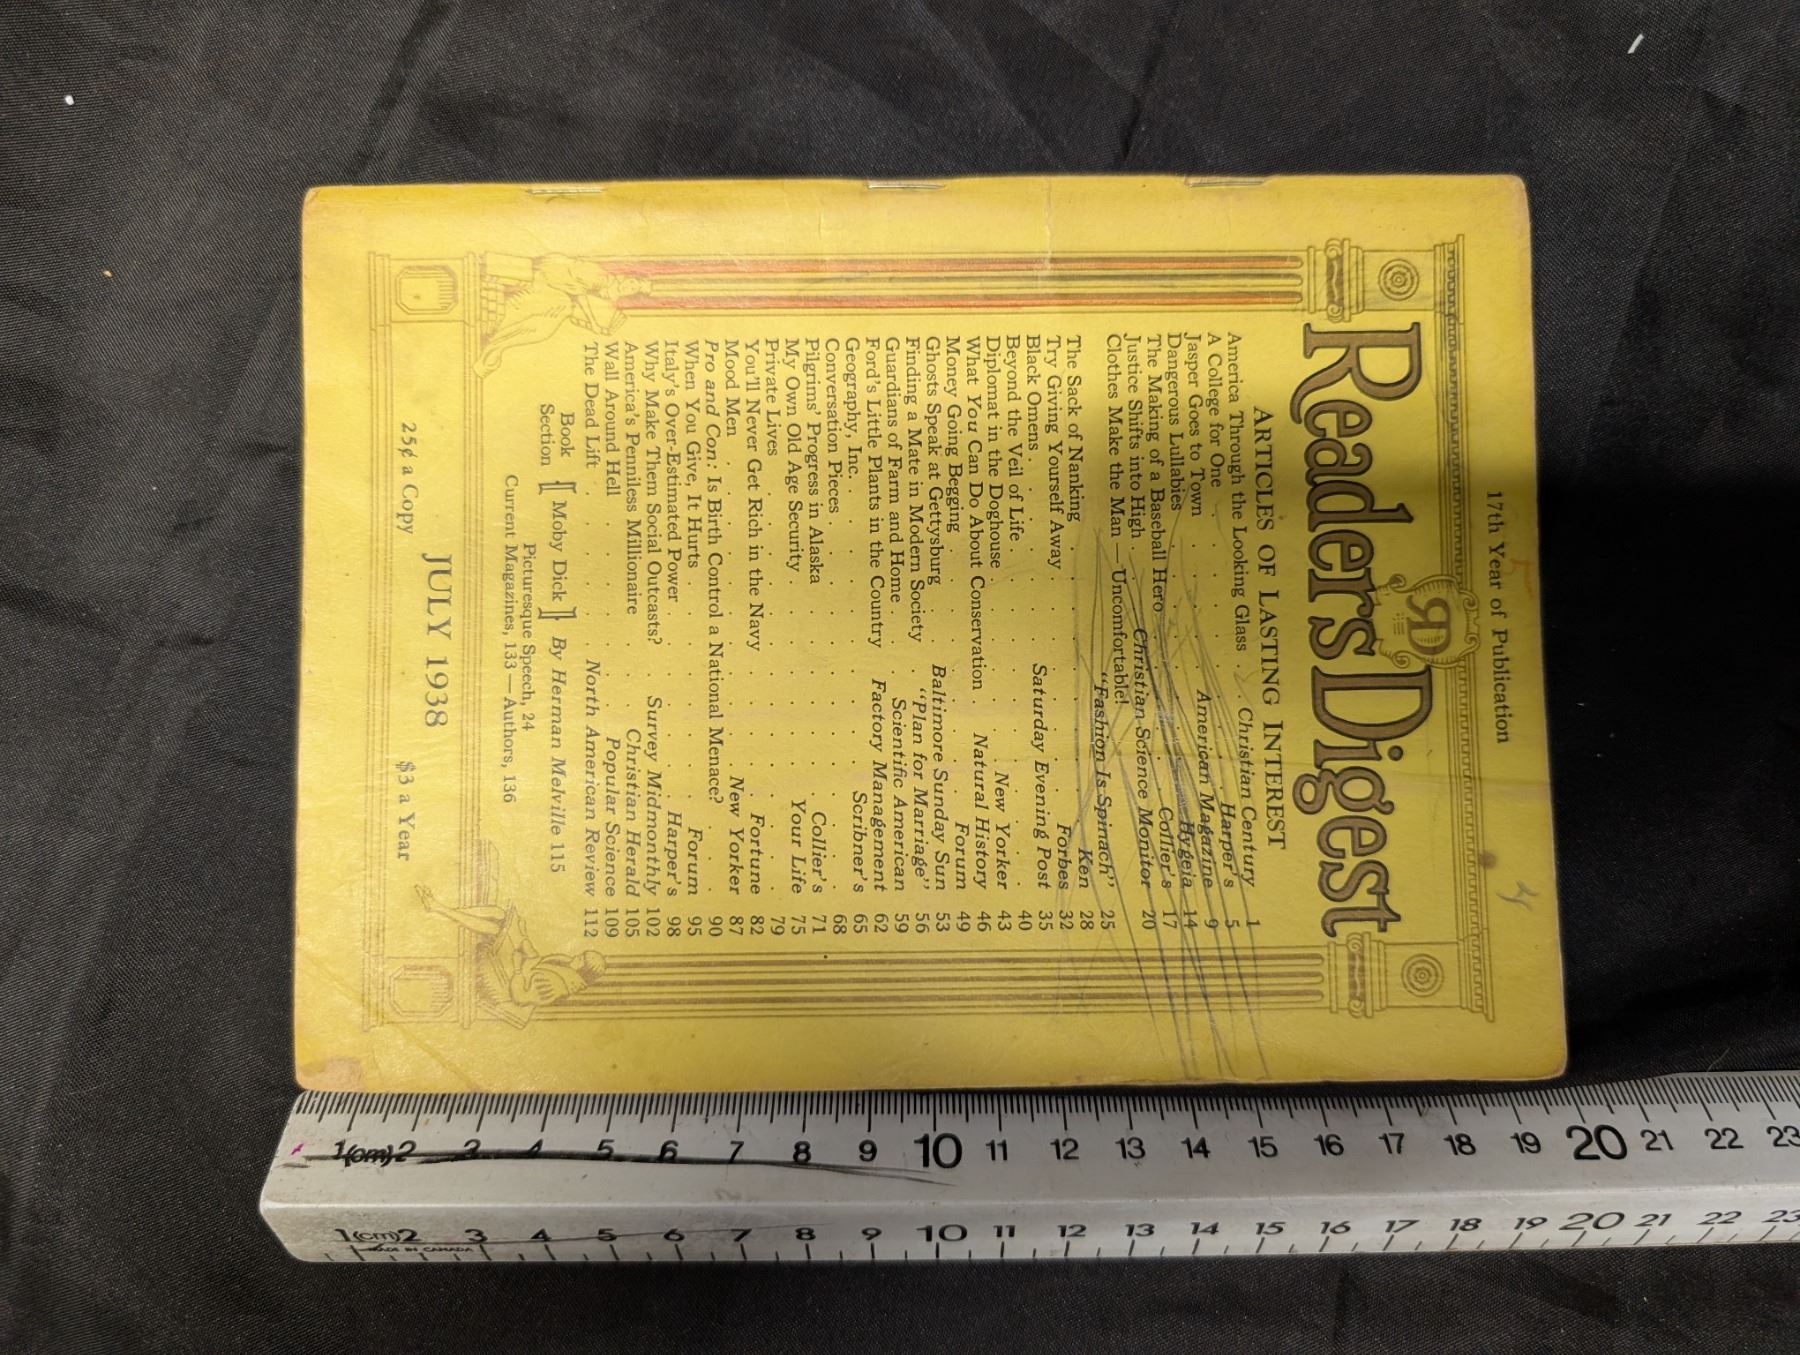 17th Year of Publication
RD
Reader's Digest
ARTICLES OF LASTING INTEREST
America Through the Looking Glass . . Christian Century 1
A College for One . . . . Harper's 5
Jasper Goes to Town . . . American Magazine 9
Dangerous Lullabies . . . . Hygeia 14
The Making of a Baseball Hero . . . . Collier's 17
Justice Shifts into High . . Christian Science Monitor 20
Clothes Make the Man — Uncomfortable!
"Fashion Is Spinach" 25
The Sack of Nanking . . . . Ken 28
Try Giving Yourself Away . . . . Forbes 32
Black Omens . . . . Saturday Evening Post 35
Beyond the Veil of Life . . . . 40
Diplomat in the Doghouse . . . . New Yorker 43
What You Can Do About Conservation . Natural History 46
Money Going Begging . . . . Forum 49
Ghosts Speak at Gettysburg . . Baltimore Sunday Sun 53
Finding a Mate in Modern Society . "Plan for Marriage" 56
Guardians of Farm and Home . . . Scientific American 59
Ford's Little Plants in the Country Factory Management 62
Geography, Inc. . . . . Scribner's 65
Conversation Pieces . . . . 68
Pilgrims' Progress in Alaska . . . . Collier's 71
My Own Old Age Security . . . . Your Life 75
Private Lives . . . . 79
You'll Never Get Rich in the Navy . . . . Fortune 82
Mood Men . . . . New Yorker 87
Pro and Con: Is Birth Control a National Menace? . . 90
When You Give, It Hurts . . . . Forum 95
Italy's Over-Estimated Power . . . . Harper's 98
Why Make Them Social Outcasts? . Survey Midmonthly 102
America's Penniless Millionaire . . Christian Herald 105
Wall Around Hell . . . . Popular Science 109
The Dead Lift . . . . North American Review 112
Book Section [ Moby Dick ] By Herman Melville 115
Picturesque Speech, 24
Current Magazines, 133 — Authors, 136
JULY 1938
25¢ a Copy $3 a Year
1(cm) 2 3 4 5 6 7 8 9 10 11 12 13 14 15 16 17 18 19 20 21 22 23
1(cm) 2 3 4 5 6 7 8 9 10 11 12 13 14 15 16 17 18 19 20 21 22 23
MADE IN CANADA